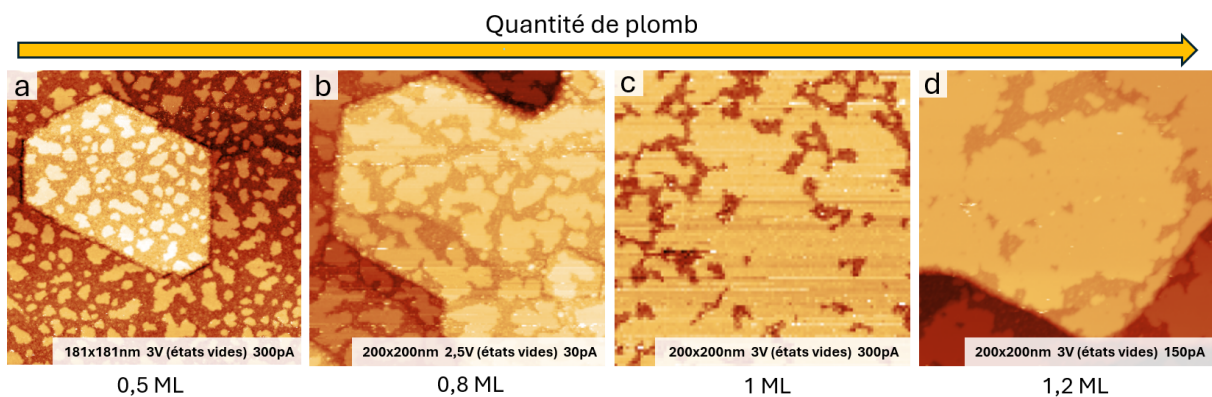 Quantité de plomb
a
b
c
d
181x181nm 3V (états vides) 300pA
200x200nm 2,5V (états vides) 30pA
200x200nm 3V (états vides) 300pA
200x200nm 3V (états vides) 150pA
0,5 ML
0,8 ML
1 ML
1,2 ML